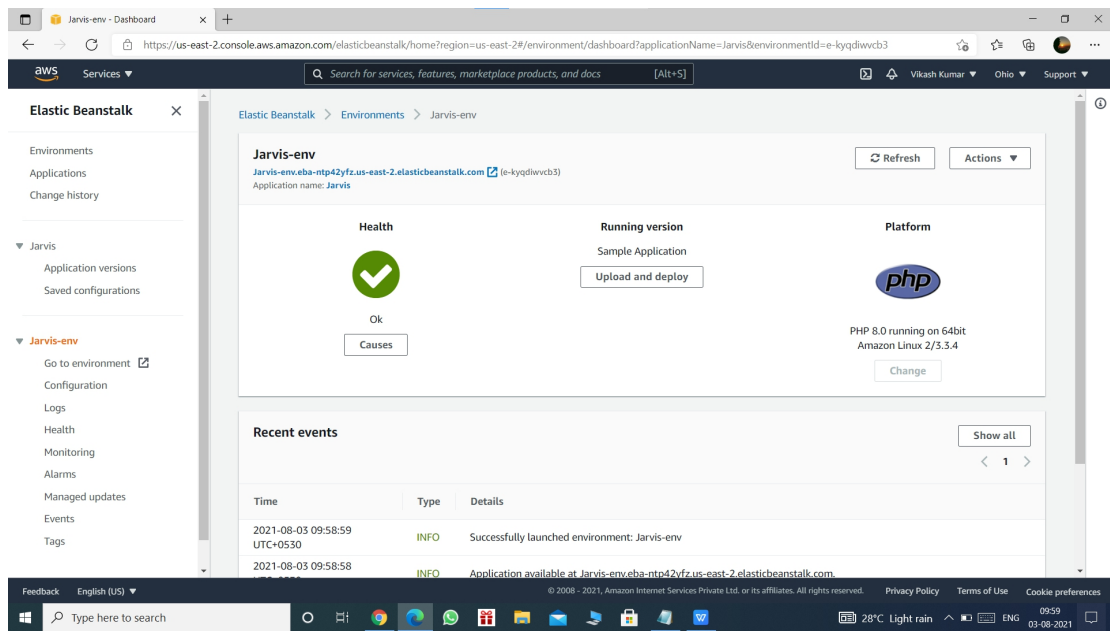 Jarvis-env - Dashboard
https://us-east-2.console.aws.amazon.com/elasticbeanstalk/home?region=us-east-2#/environment/dashboard?applicationName=Jarvis&environmentId=e-kyqdiwvcb3
aws
Services
Search for services, features, marketplace products, and docs
[Alt+S]
Vikash Kumar
Ohio
Support
Elastic Beanstalk
Environments
Applications
Change history
Jarvis
Application versions
Saved configurations
Jarvis-env
Go to environment
Configuration
Logs
Health
Monitoring
Alarms
Managed updates
Events
Tags
Elastic Beanstalk > Environments > Jarvis-env
Jarvis-env
Jarvis-env.eba-ntp42yfz.us-east-2.elasticbeanstalk.com (e-kyqdiwvcb3)
Application name: Jarvis
Refresh
Actions
Health
Ok
Causes
Running version
Sample Application
Upload and deploy
Platform
php
PHP 8.0 running on 64bit
Amazon Linux 2/3.3.4
Change
Recent events
Show all
< 1 >
Time Type Details
2021-08-03 09:58:59
UTC+0530
INFO
Successfully launched environment: Jarvis-env
2021-08-03 09:58:58
INFO
Application available at Jarvis-env.eba-ntp42yfz.us-east-2.elasticbeanstalk.com.
Feedback
English (US)
© 2008 - 2021, Amazon Internet Services Private Ltd. or its affiliates. All rights reserved.
Privacy Policy
Terms of Use
Cookie preferences
Type here to search
28°C Light rain
ENG
09:59
03-08-2021